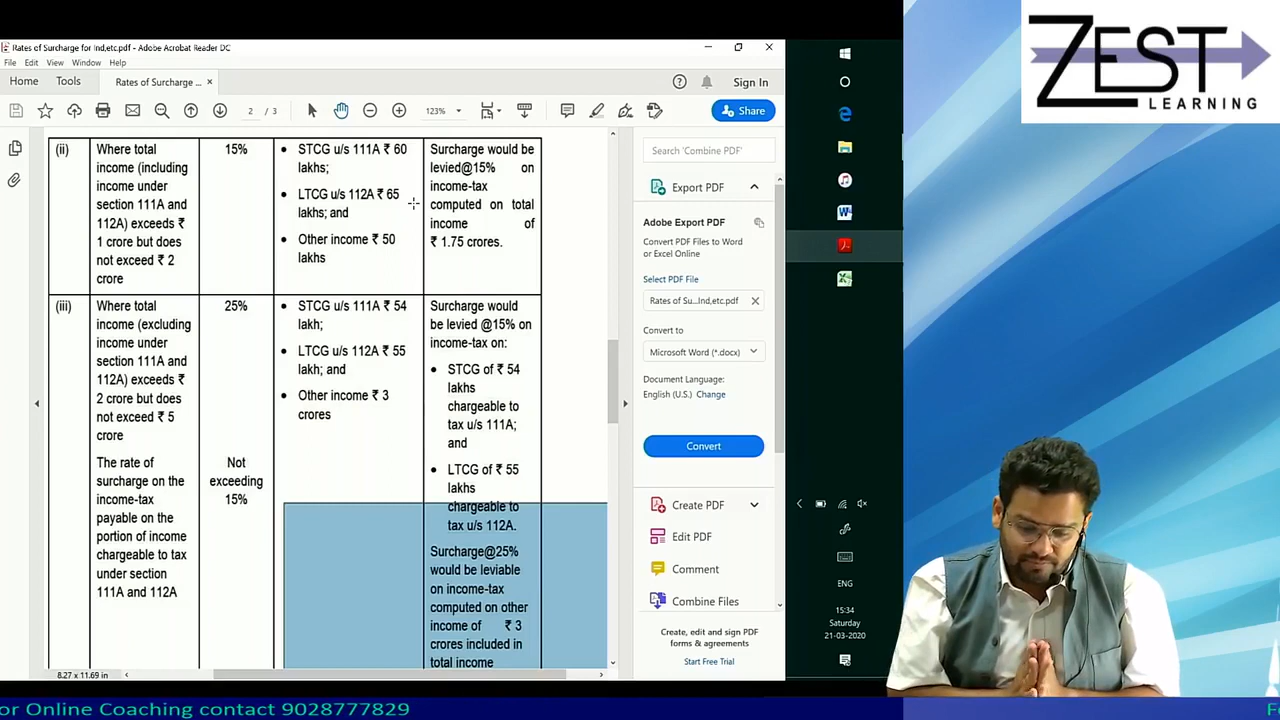 Rates of Surcharge for Ind,etc.pdf - Adobe Acrobat Reader DC
File Edit View Window Help
Home Tools Rates of Surcharge ... ×
Sign In
2 / 3
123%
Share
(ii)
Where total
income (including
income under
section 111A and
112A) exceeds ₹
1 crore but does
not exceed ₹ 2
crore
15%
• STCG u/s 111A ₹ 60
lakhs;
• LTCG u/s 112A ₹ 65
lakhs; and
• Other income ₹ 50
lakhs
Surcharge would be
levied@15% on
income-tax
computed on total
income of
₹ 1.75 crores.
(iii)
Where total
income (excluding
income under
section 111A and
112A) exceeds ₹
2 crore but does
not exceed ₹ 5
crore
The rate of
surcharge on the
income-tax
payable on the
portion of income
chargeable to tax
under section
111A and 112A
25%
Not
exceeding
15%
• STCG u/s 111A ₹ 54
lakh;
• LTCG u/s 112A ₹ 55
lakh; and
• Other income ₹ 3
crores
Surcharge would
be levied @15% on
income-tax on:
• STCG of ₹ 54
lakhs
chargeable to
tax u/s 111A;
and
• LTCG of ₹ 55
lakhs
chargeable to
tax u/s 112A.
Surcharge@25%
would be leviable
on income-tax
computed on other
income of ₹ 3
crores included in
total income
8.27 x 11.69 in
Search 'Combine PDF'
Export PDF
Adobe Export PDF
Convert PDF Files to Word
or Excel Online
Select PDF File
Rates of Su...Ind,etc.pdf
Convert to
Microsoft Word (*.docx)
Document Language:
English (U.S.) Change
Convert
Create PDF
Edit PDF
Comment
Combine Files
Create, edit and sign PDF
forms & agreements
Start Free Trial
ENG
15:34
Saturday
21-03-2020
ZEST
LEARNING
or Online Coaching contact 9028777829
F